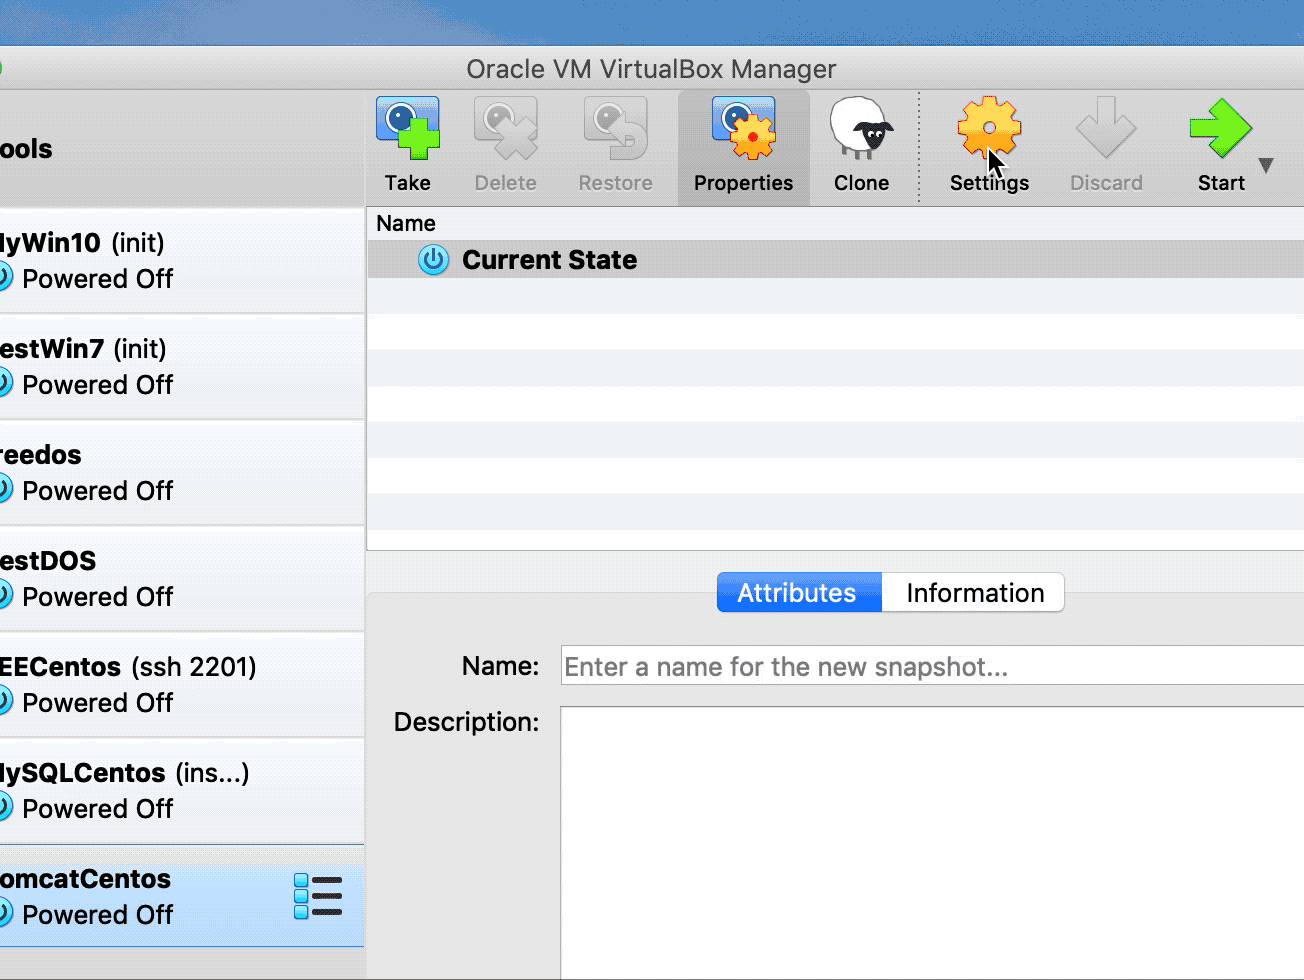 Oracle VM VirtualBox Manager
ools
Take Delete Restore Properties Clone Settings Discard Start
Name
Current State
lyWin10 (init)
Powered Off
estWin7 (init)
Powered Off
reedos
Powered Off
estDOS
Powered Off
EECentos (ssh 2201)
Powered Off
lySQLCentos (ins...)
Powered Off
omcatCentos
Powered Off
Attributes Information
Name: Enter a name for the new snapshot...
Description: